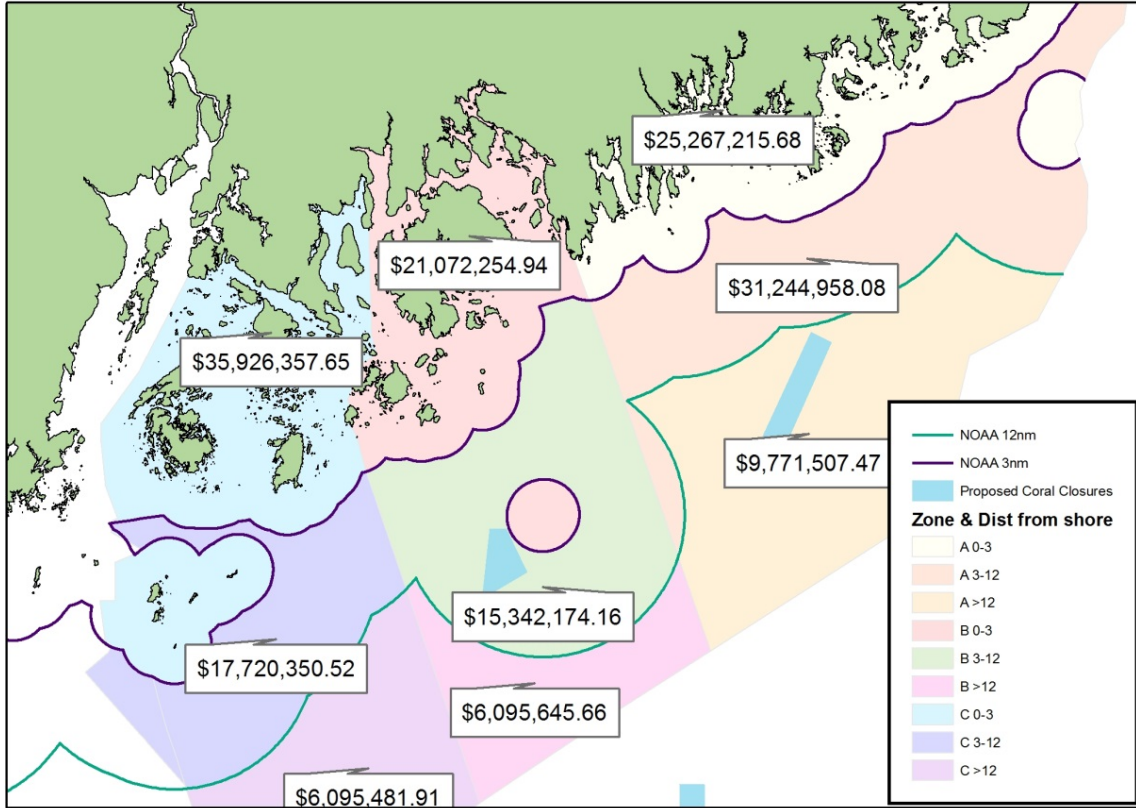 $25,267,215.68
$21,072,254.94
$31,244,958.08
$35,926,357.65
$9,771,507.47
$15,342,174.16
$17,720,350.52
$6,095,645.66
$6,095,481.91
NOAA 12nm
NOAA 3nm
Proposed Coral Closures
Zone & Dist from shore
A 0-3
A 3-12
A >12
B 0-3
B 3-12
B >12
C 0-3
C 3-12
C >12